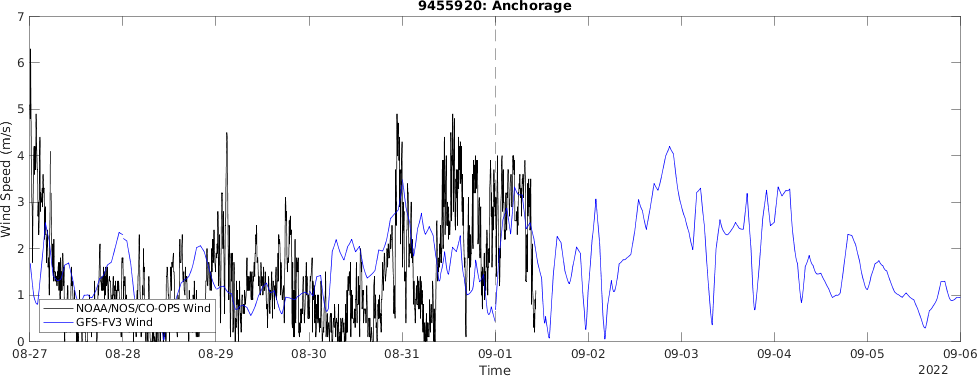 9455920: Anchorage
7
6
5
4
3
2
1
0
Wind Speed (m/s)
NOAA/NOS/CO-OPS Wind
GFS-FV3 Wind
08-27 08-28 08-29 08-30 08-31 09-01 09-02 09-03 09-04 09-05 09-06
Time
2022